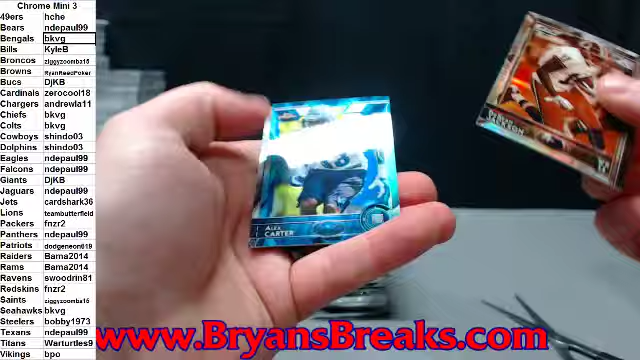 Chrome Mini 3
49ers hche
Bears ndepaul99
Bengals bkvg
Bills KyleB
Broncos ziggyzoomba15
Browns RyanReedPoker
Bucs DjKB
Cardinals zerocool18
Chargers andrewla11
Chiefs bkvg
Colts bkvg
Cowboys shindo03
Dolphins shindo03
Eagles ndepaul99
Falcons ndepaul99
Giants DjKB
Jaguars ndepaul99
Jets cardshark36
Lions teambutterfield
Packers fnzr2
Panthers ndepaul99
Patriots dodgeneon619
Raiders Bama2014
Rams Bama2014
Ravens swoodrin81
Redskins fnzr2
Saints ziggyzoomba15
Seahawks bkvg
Steelers bobby1973
Texans ndepaul99
Titans Warturtles9
Vikings bpo
ALEX
CARTER
JACKSON
www.BryansBreaks.com